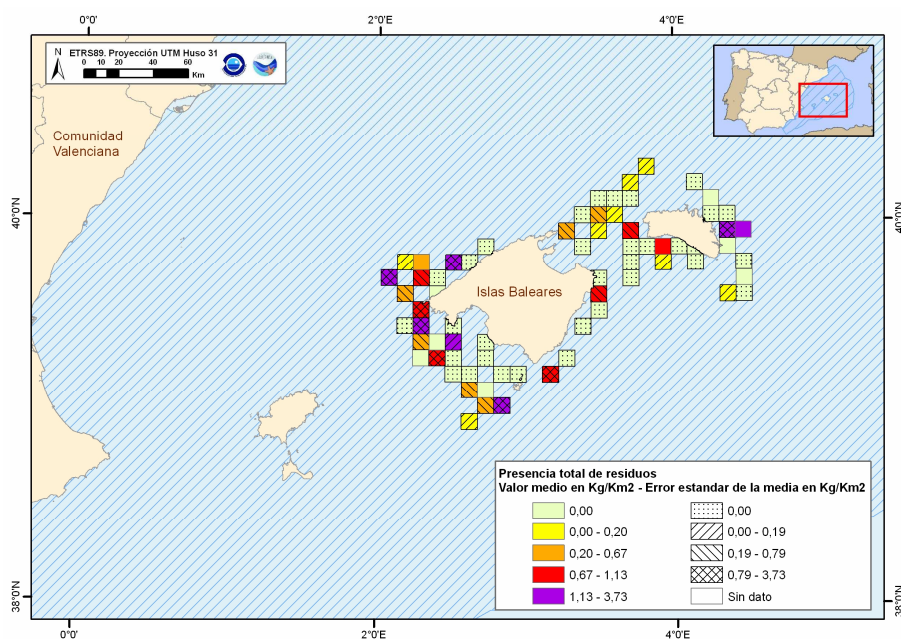 0°'0" 2°0'E 4°0'E
N ETRS89. Proyección UTM Huso 31
0 10 20 40 60
Km
Comunidad
Valenciana
40°0'N 40°0'N
Islas Baleares
Presencia total de residuos
Valor medio en Kg/Km2 - Error estandar de la media en Kg/Km2
0,00 0,00
0,00 - 0,20 0,00 - 0,19
0,20 - 0,67 0,19 - 0,79
0,67 - 1,13 0,79 - 3,73
1,13 - 3,73 Sin dato
38°0'N 38°0'N
0°0' 2°0'E 4°0'E